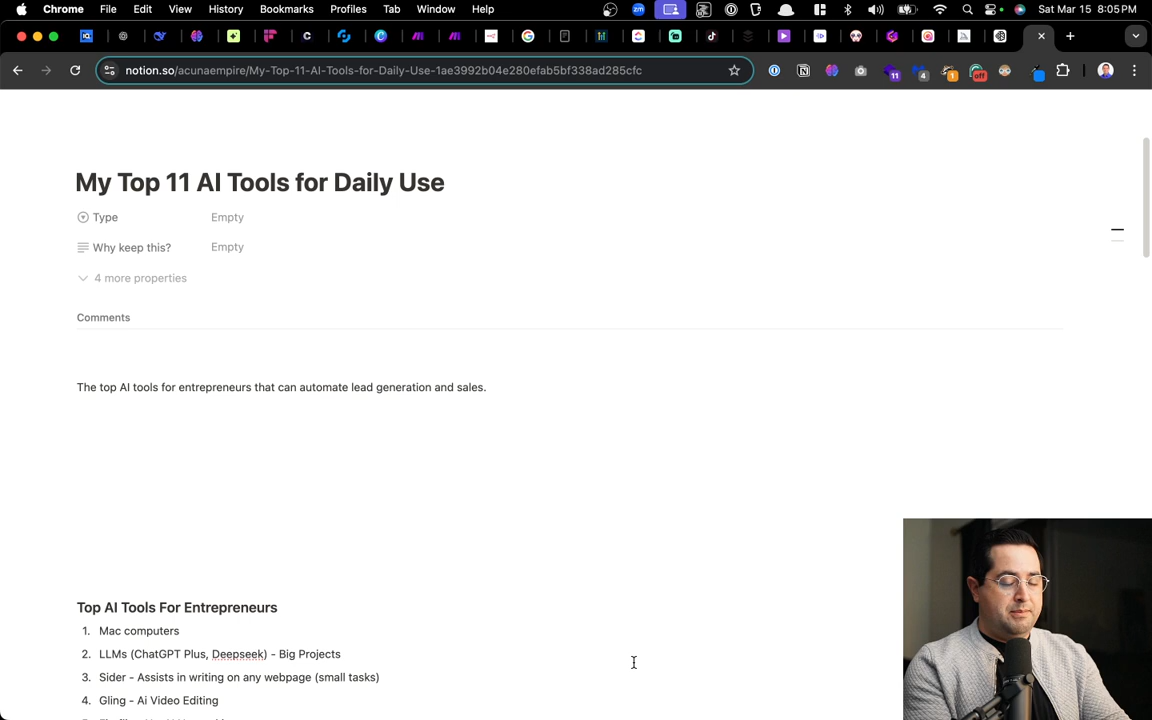 Chrome File Edit View History Bookmarks Profiles Tab Window Help
Sat Mar 15 8:05 PM
notion.so/acunaempire/My-Top-11-AI-Tools-for-Daily-Use-1ae3992b04e280efab5bf338ad285cfc
11
4
1
off
My Top 11 AI Tools for Daily Use
Type Empty
Why keep this? Empty
4 more properties
Comments
The top AI tools for entrepreneurs that can automate lead generation and sales.
Top AI Tools For Entrepreneurs
1. Mac computers
2. LLMs (ChatGPT Plus, Deepseek) - Big Projects
3. Sider - Assists in writing on any webpage (small tasks)
4. Gling - Ai Video Editing